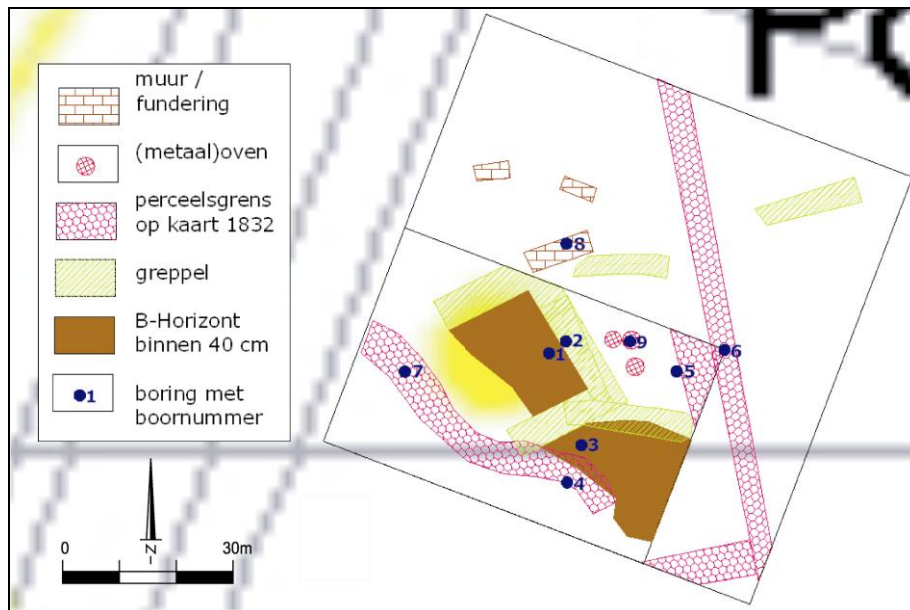 muur /
fundering
(metaal)oven
perceelsgrens
op kaart 1832
greppel
B-Horizont
binnen 40 cm
1
boring met
boornummer
8
2
9
1
6
5
7
3
4
N
0
30m